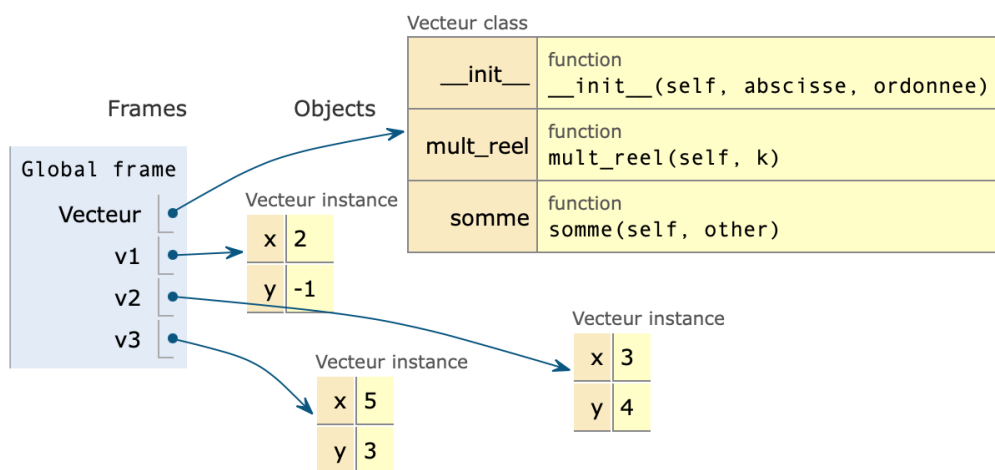 Vecteur class
__init__ function
__init__(self, abscisse, ordonnee)
mult_reel function
mult_reel(self, k)
somme function
somme(self, other)
Frames Objects
Global frame
Vecteur
v1
v2
v3
Vecteur instance
x 2
y -1
Vecteur instance
x 3
y 4
Vecteur instance
x 5
y 3